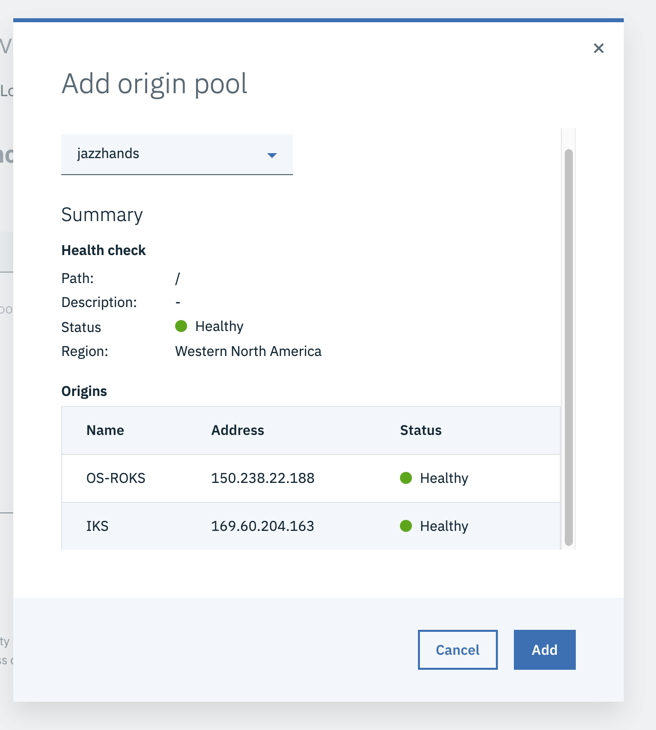 Add origin pool
jazzhands
Summary
Health check
Path: /
Description: -
Status Healthy
Region: Western North America
Origins
Name Address Status
OS-ROKS 150.238.22.188 Healthy
IKS 169.60.204.163 Healthy
Cancel Add